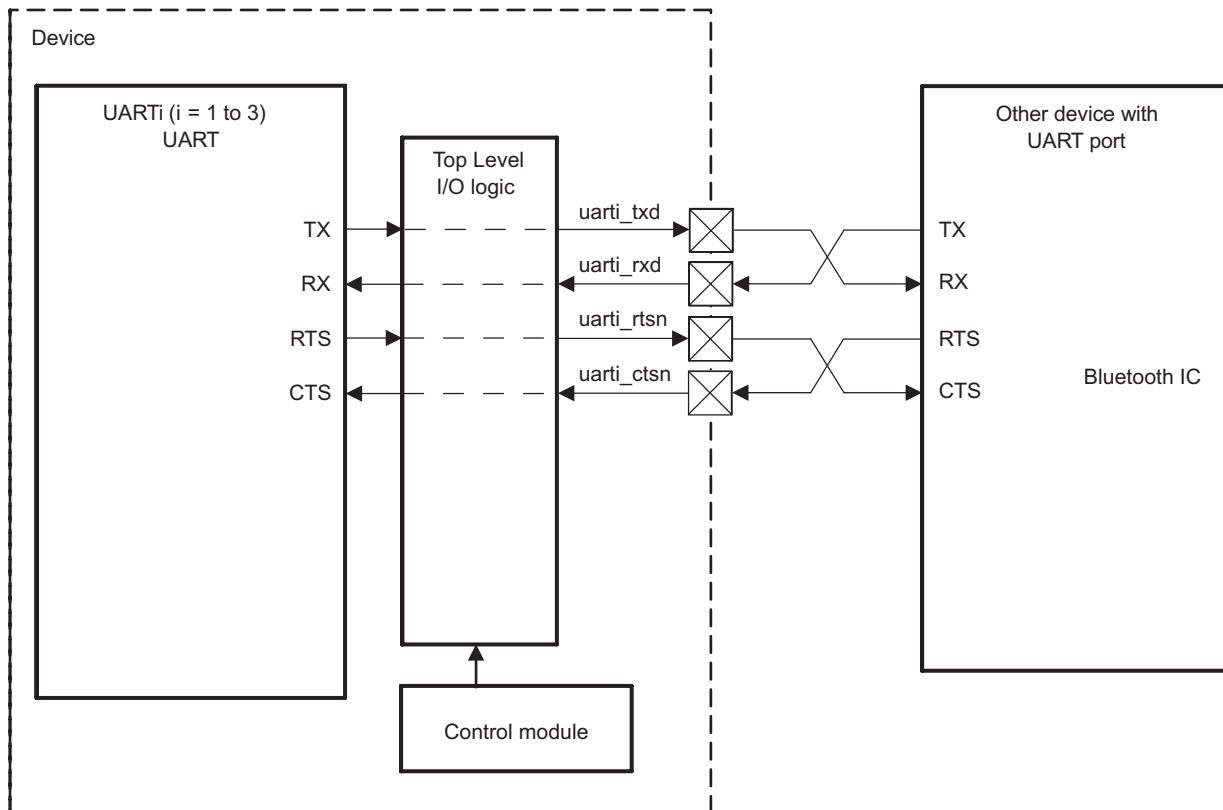 Device
UARTi (i = 1 to 3)
UART
Top Level
I/O logic
Other device with
UART port
TX
uarti_txd
TX
RX
uarti_rxd
RX
RTS
uarti_rtsn
RTS
CTS
uarti_ctsn
CTS
Bluetooth IC
Control module